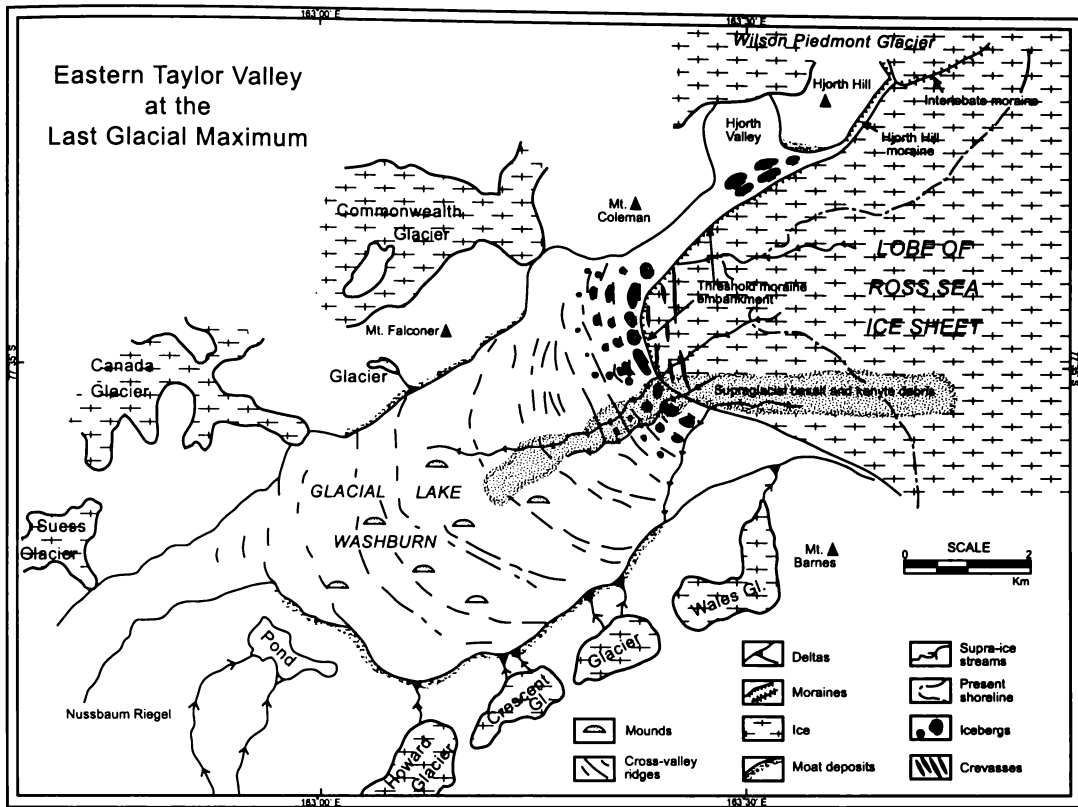 163°00' E
163°30' E
Eastern Taylor Valley
at the
Last Glacial Maximum
Wilson Piedmont Glacier
Hjorth Hill
Interlobate moraine
Hjorth
Valley
Hjorth Hill
moraine
Commonwealth
Glacier
Mt.
Coleman
LOBE OF
ROSS SEA
ICE SHEET
Threshold moraine
embankment
Mt. Falconer
77°35' S
77°35' S
Canada
Glacier
Glacier
Supraglacial basalt and kenyte debris
GLACIAL LAKE
WASHBURN
Suess
Glacier
Mt.
Barnes
SCALE
0 2
Km
Wales Gl.
Pond
Glacier
Crescent
Gl.
Howard
Glacier
Nussbaum Riegel
Mounds
Cross-valley
ridges
Deltas
Moraines
Ice
Moat deposits
Supra-ice
streams
Present
shoreline
Icebergs
Crevasses
163°00' E
163°30' E